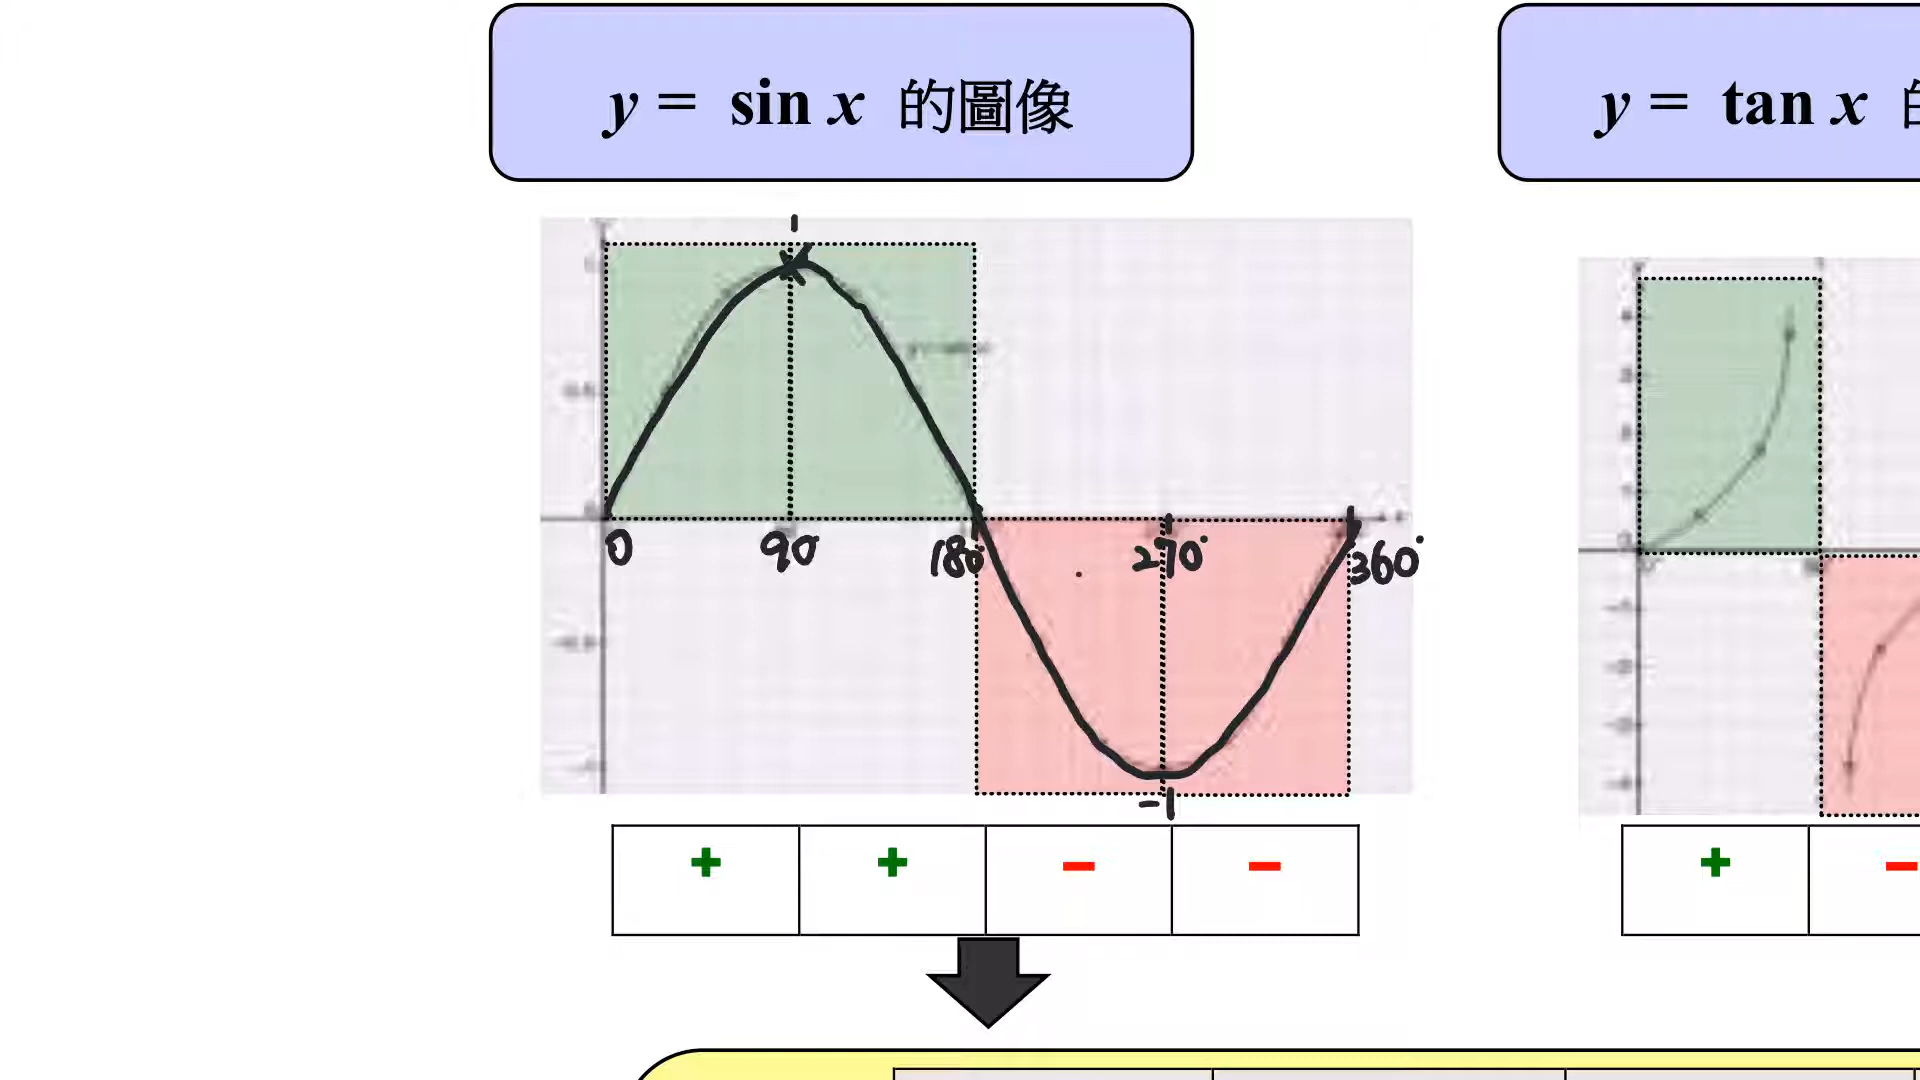 y = sin x 的圖像
y = tan x
1
0 90° 180° 270° 360°
-1
+ + − −
+ −